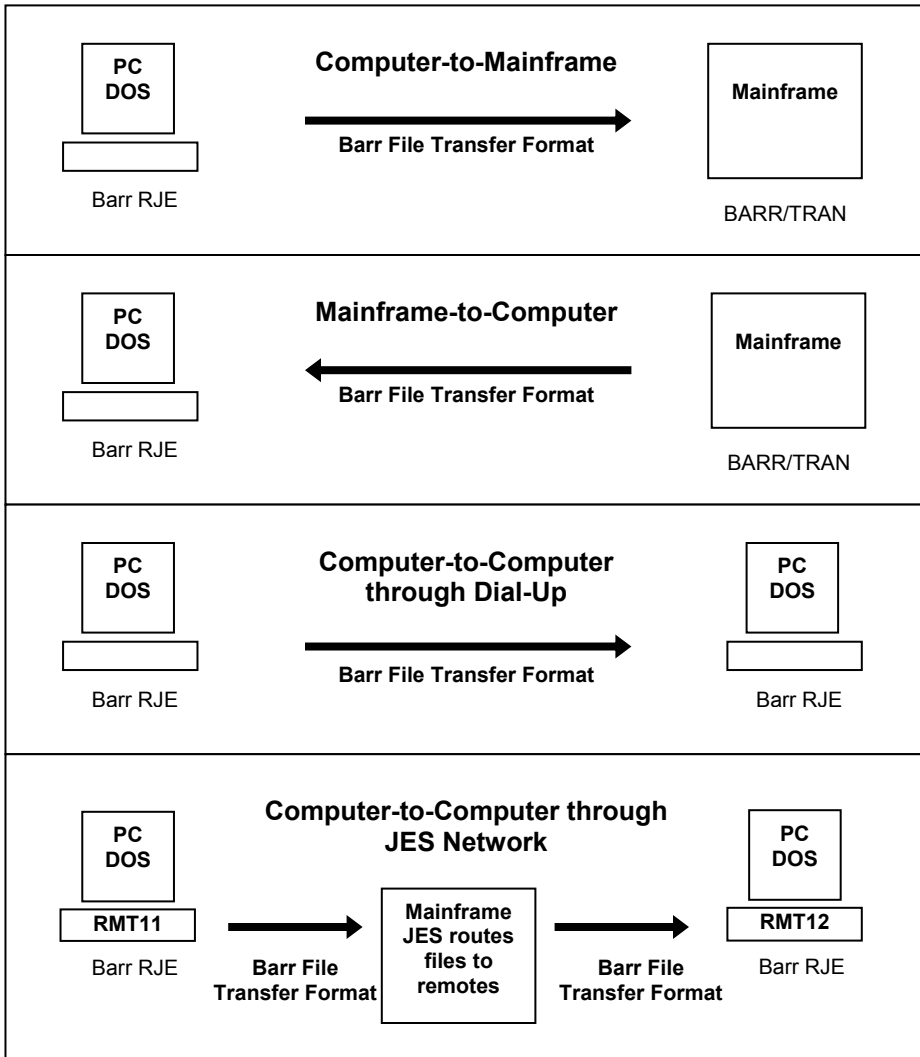 PC
DOS
Barr RJE
Computer-to-Mainframe
Barr File Transfer Format
Mainframe
BARR/TRAN
PC
DOS
Barr RJE
Mainframe-to-Computer
Barr File Transfer Format
Mainframe
BARR/TRAN
PC
DOS
Barr RJE
Computer-to-Computer
through Dial-Up
Barr File Transfer Format
PC
DOS
Barr RJE
Computer-to-Computer through
JES Network
PC
DOS
RMT11
Barr RJE
Barr File
Transfer Format
Mainframe
JES routes
files to
remotes
Barr File
Transfer Format
PC
DOS
RMT12
Barr RJE